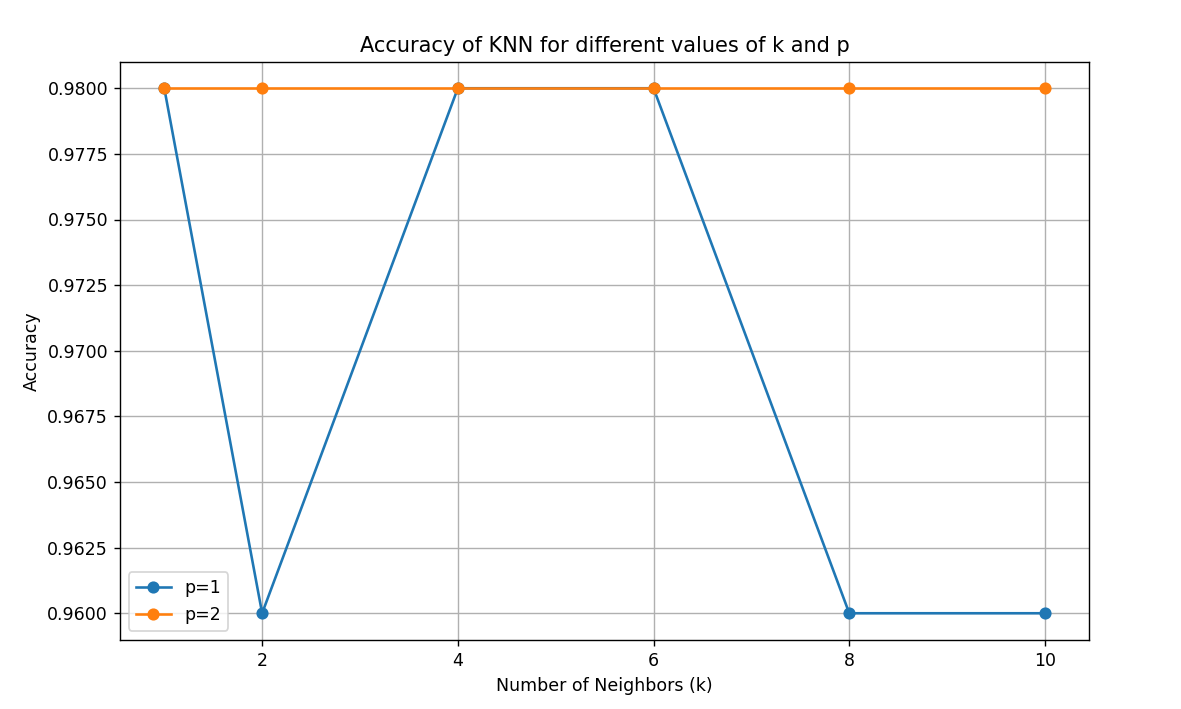 Accuracy of KNN for different values of k and p
Accuracy
0.9800
0.9775
0.9750
0.9725
0.9700
0.9675
0.9650
0.9625
0.9600
p=1
p=2
2 4 6 8 10
Number of Neighbors (k)